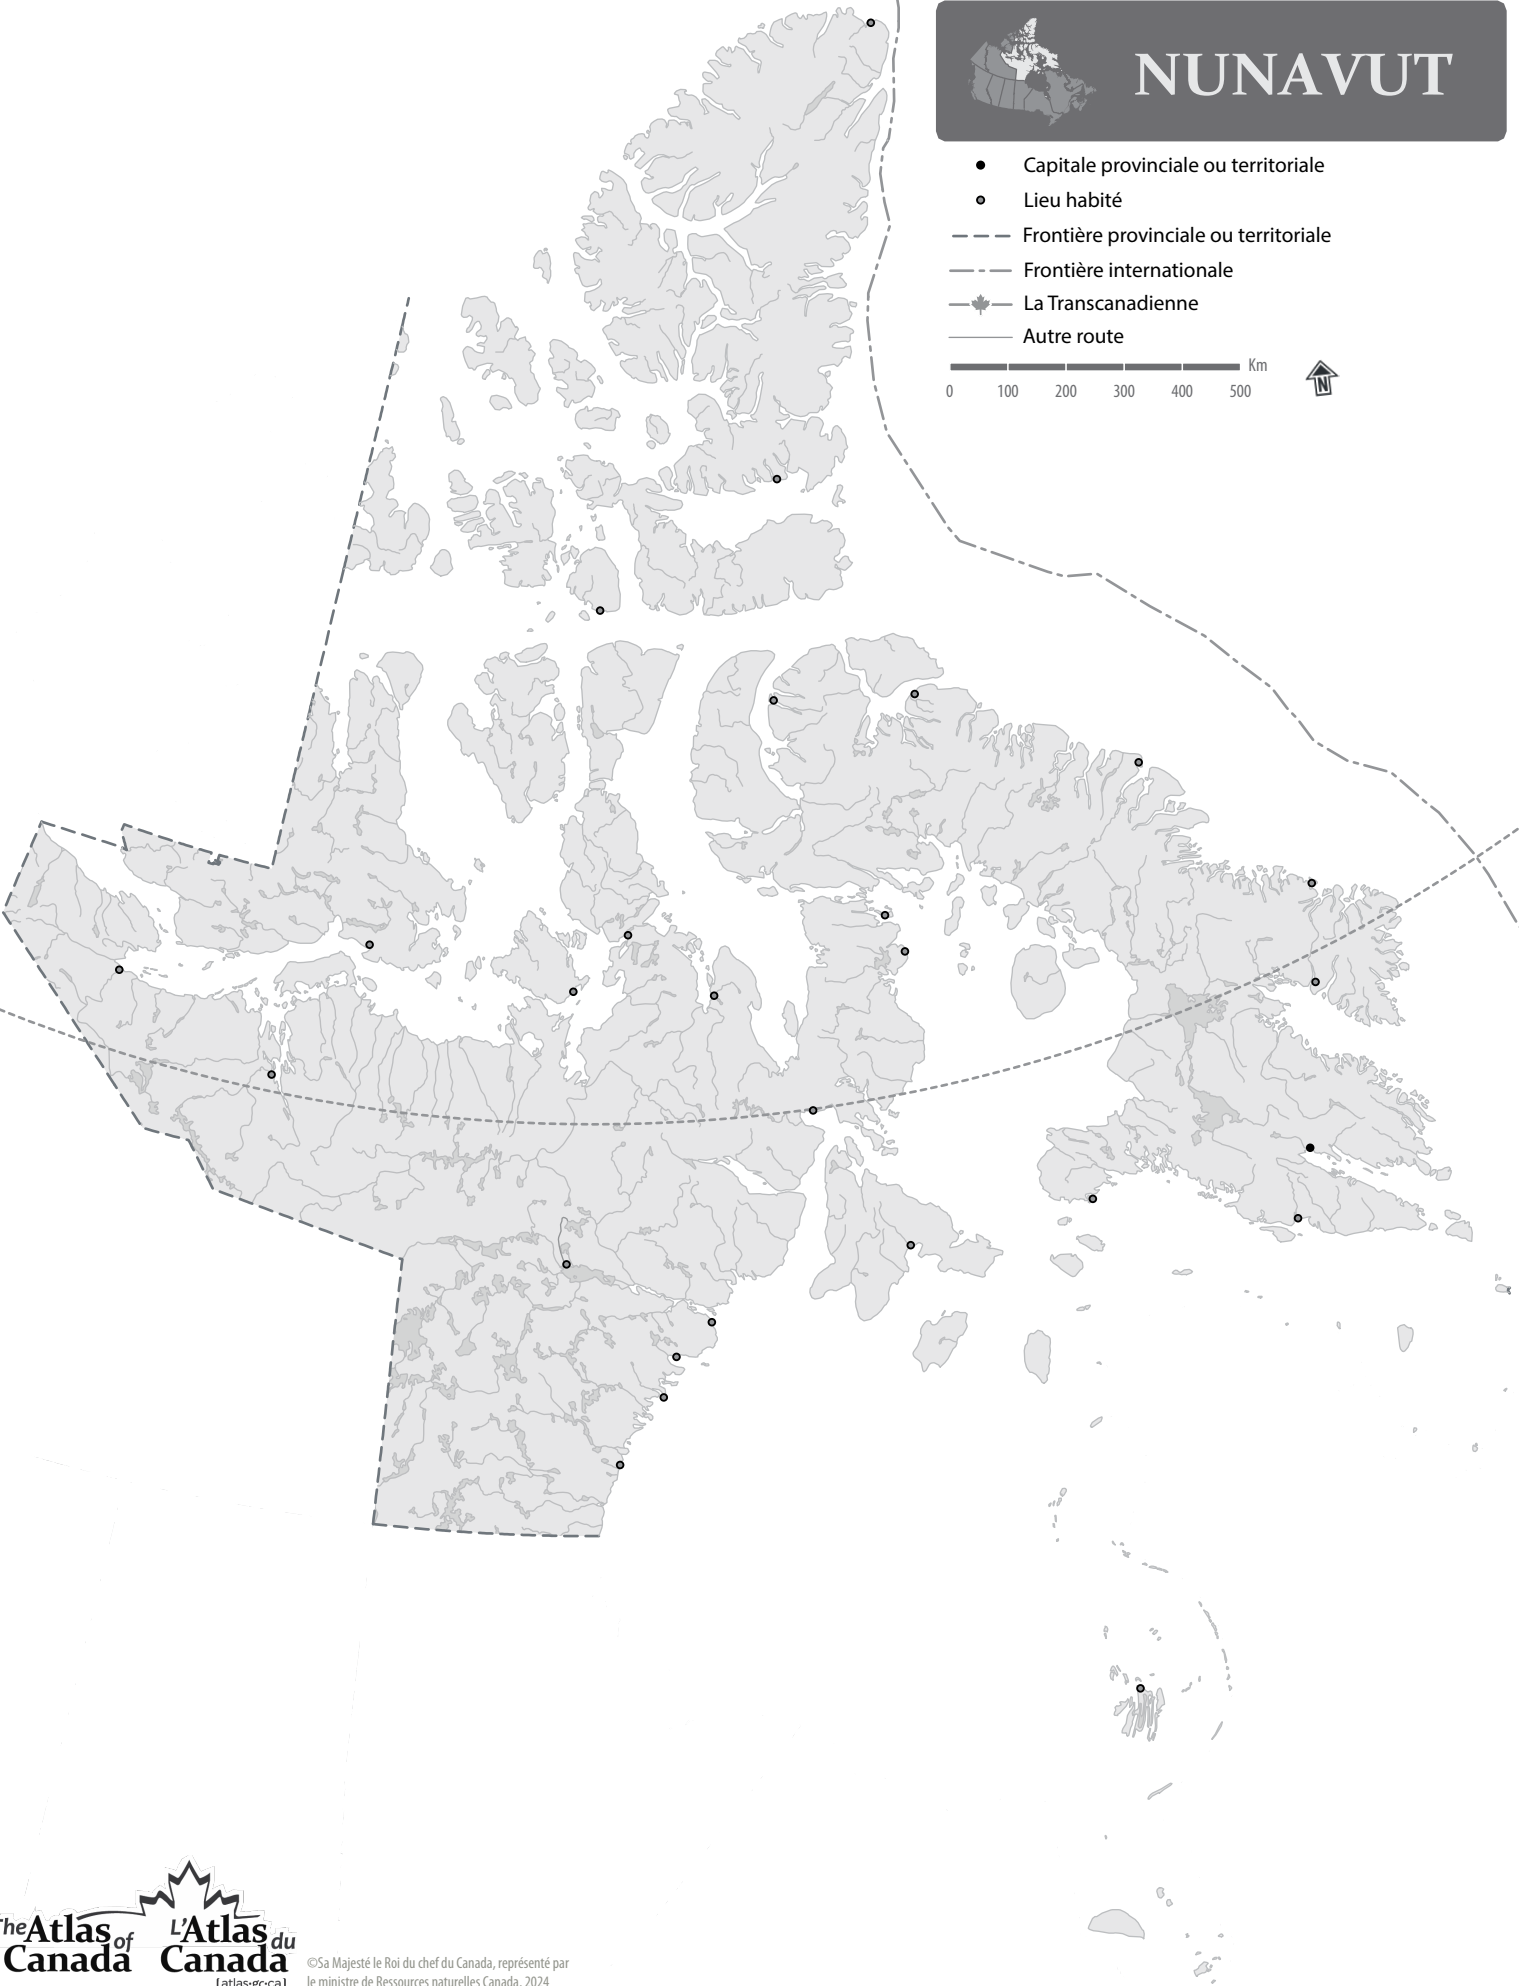 NUNAVUT
Capitale provinciale ou territoriale
Lieu habité
Frontière provinciale ou territoriale
Frontière internationale
La Transcanadienne
Autre route
Km
0 100 200 300 400 500
N
The Atlas of Canada
L'Atlas du Canada
[atlas•gc•ca]
©Sa Majesté le Roi du chef du Canada, représenté par
le ministre de Ressources naturelles Canada, 2024